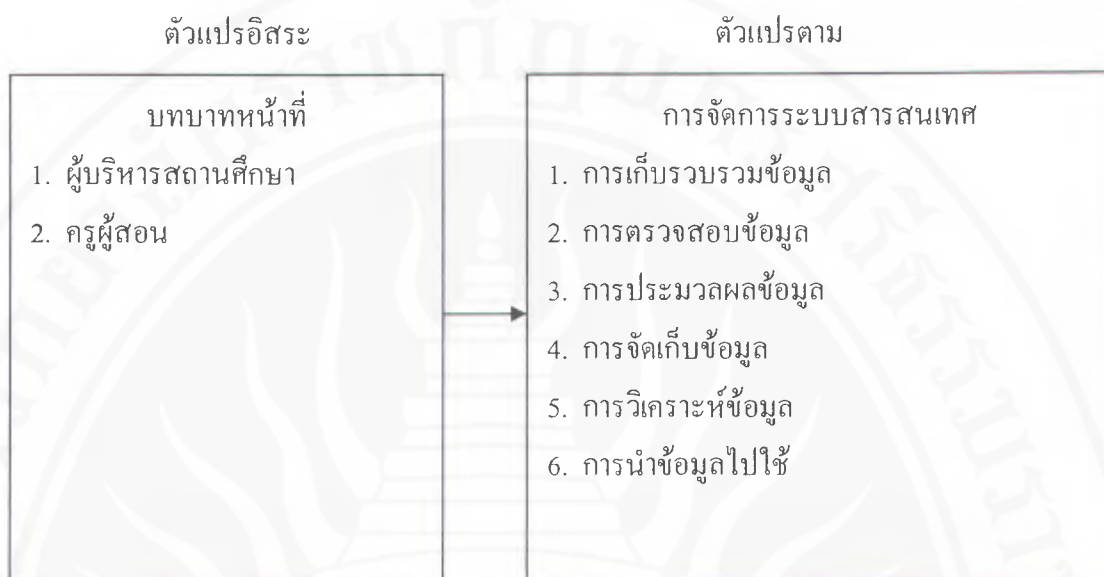 ตัวแปรอิสระ
ตัวแปรตาม
บทบาทหน้าที่
1. ผู้บริหารสถานศึกษา
2. ครูผู้สอน
การจัดการระบบสารสนเทศ
1. การเก็บรวบรวมข้อมูล
2. การตรวจสอบข้อมูล
3. การประมวลผลข้อมูล
4. การจัดเก็บข้อมูล
5. การวิเคราะห์ข้อมูล
6. การนำข้อมูลไปใช้